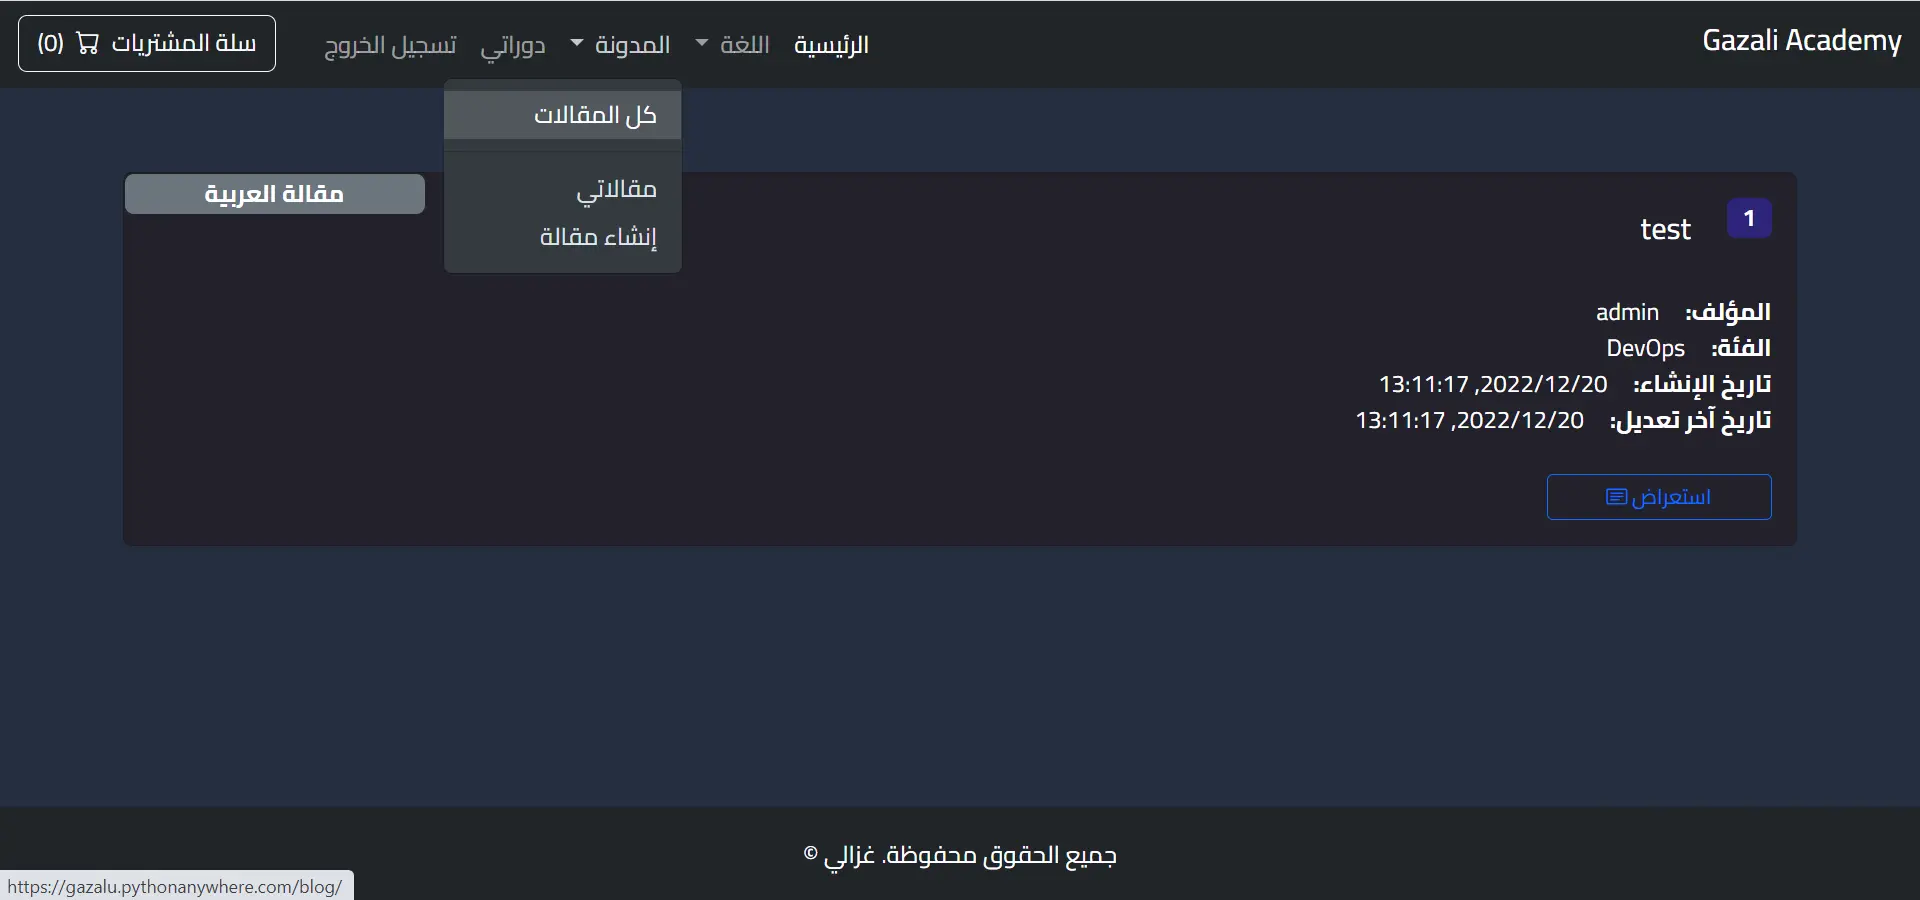 Gazali Academy
الرئيسية
اللغة
المدونة
دوراتي
تسجيل الخروج
سلة المشتريات (0)
كل المقالات
مقالاتي
إنشاء مقالة
1
test
مقالة العربية
المؤلف: admin
الفئة: DevOps
تاريخ الإنشاء: 2022/12/20, 13:11:17
تاريخ آخر تعديل: 2022/12/20, 13:11:17
استعراض
جميع الحقوق محفوظة. غزالي ©
https://gazalu.pythonanywhere.com/blog/